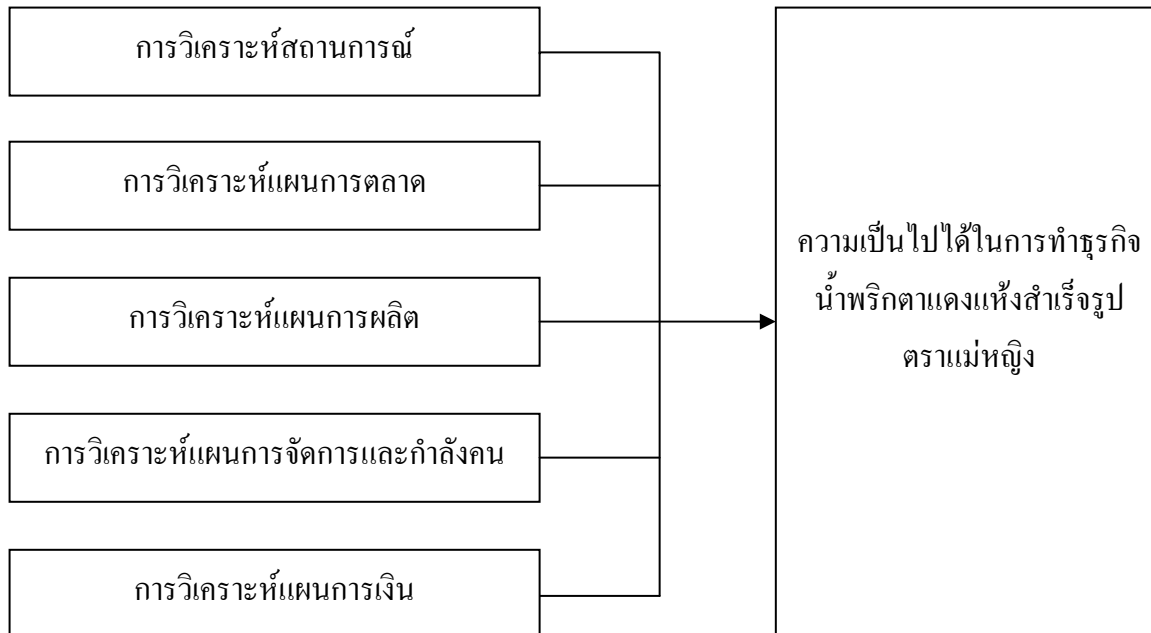 การวิเคราะห์สถานการณ์
การวิเคราะห์แผนการตลาด
การวิเคราะห์แผนการผลิต
การวิเคราะห์แผนการจัดการและกำลังคน
การวิเคราะห์แผนการเงิน
ความเป็นไปได้ในการทำธุรกิจ
น้ำพริกตาแดงแห้งสำเร็จรูป
ตราแม่หญิง